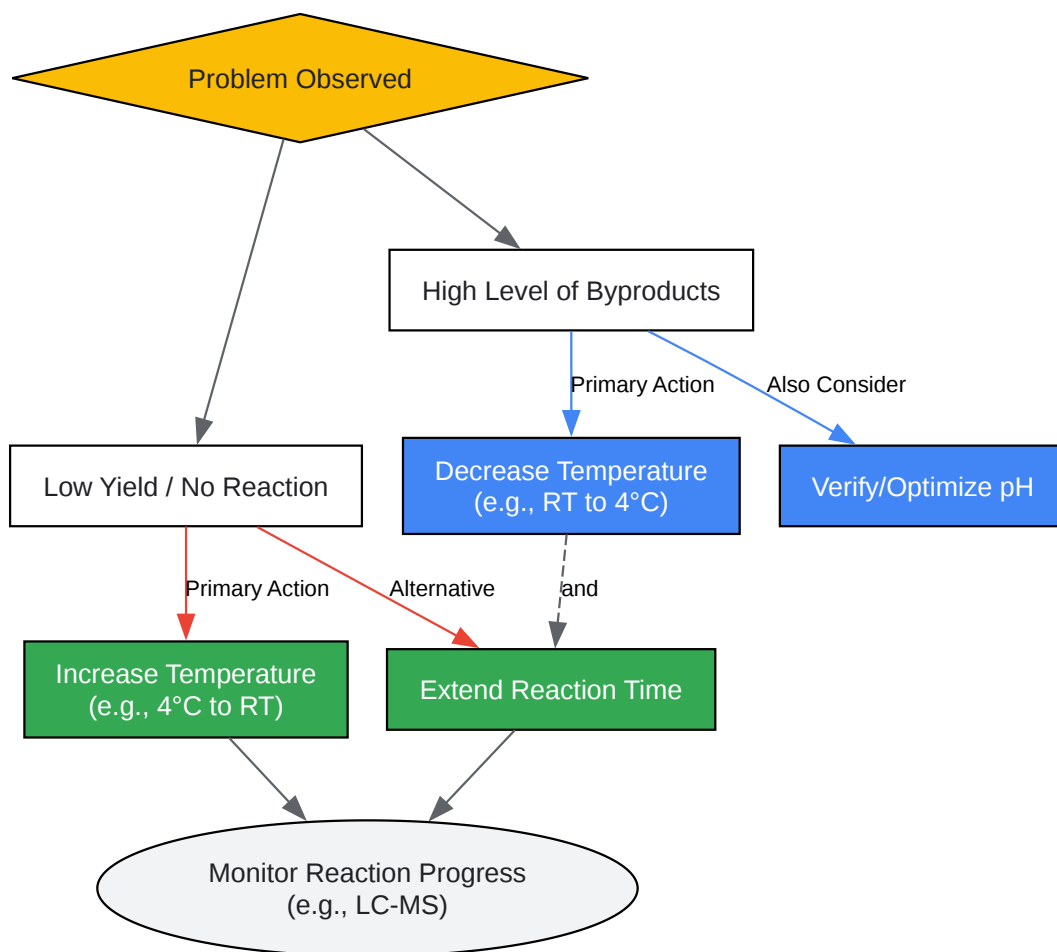 Problem Observed
High Level of Byproducts
Primary Action
Also Consider
Low Yield / No Reaction
Decrease Temperature
(e.g., RT to 4°C)
Verify/Optimize pH
Primary Action
Alternative
and
Increase Temperature
(e.g., 4°C to RT)
Extend Reaction Time
Monitor Reaction Progress
(e.g., LC-MS)